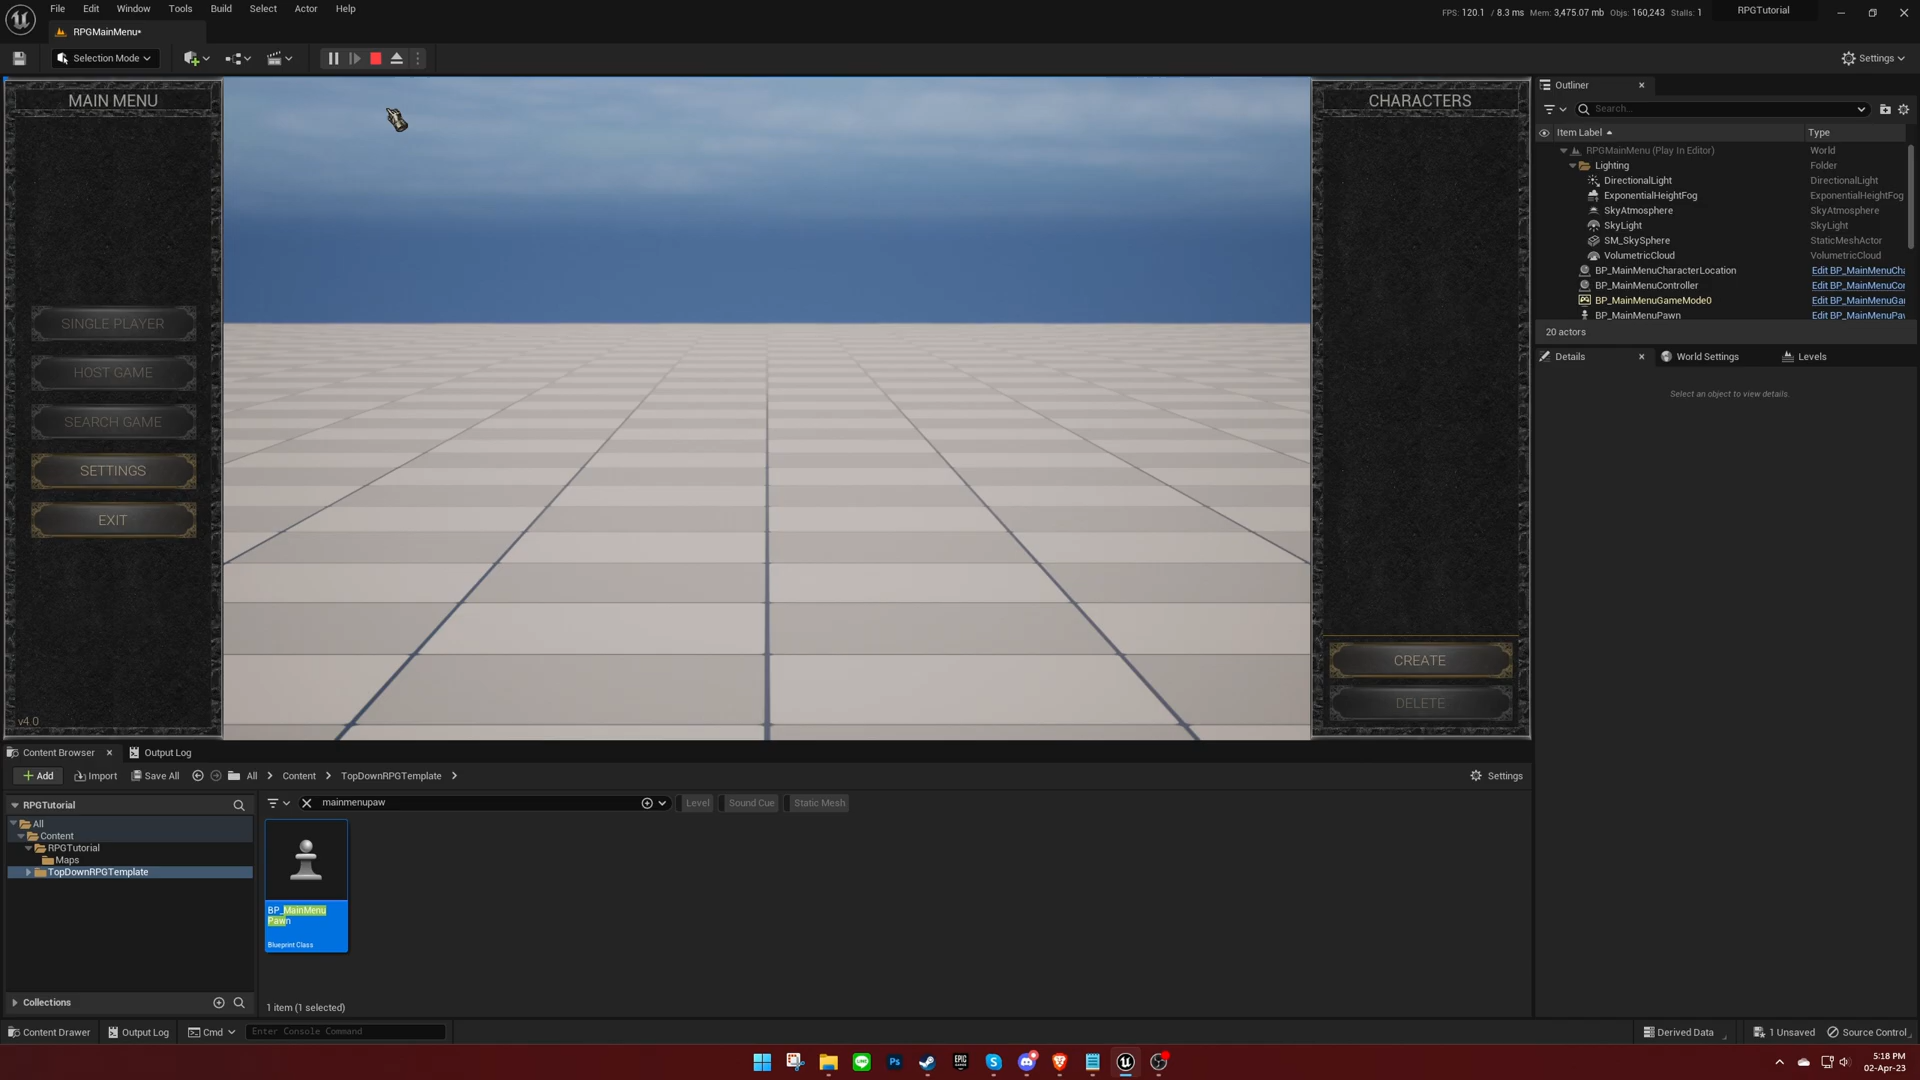 File Edit Window Tools Build Select Actor Help
FPS: 120.1 / 8.3 ms Mem: 3,475.07 mb Objs: 160,243 Stalls: 1
RPGTutorial
RPGMainMenu*
Selection Mode
Settings
MAIN MENU
SINGLE PLAYER
HOST GAME
SEARCH GAME
SETTINGS
EXIT
v4.0
CHARACTERS
CREATE
DELETE
Outliner
Search...
Item Label Type
RPGMainMenu (Play In Editor) World
Lighting Folder
DirectionalLight DirectionalLight
ExponentialHeightFog ExponentialHeightFog
SkyAtmosphere SkyAtmosphere
SkyLight SkyLight
SM_SkySphere StaticMeshActor
VolumetricCloud VolumetricCloud
BP_MainMenuCharacterLocation Edit BP_MainMenuCha
BP_MainMenuController Edit BP_MainMenuCor
BP_MainMenuGameMode0 Edit BP_MainMenuGar
BP_MainMenuPawn Edit BP_MainMenuPav
20 actors
Details World Settings Levels
Select an object to view details.
Content Browser Output Log
Add Import Save All All Content TopDownRPGTemplate Settings
RPGTutorial
All
Content
RPGTutorial
Maps
TopDownRPGTemplate
Collections
mainmenupaw
Level Sound Cue Static Mesh
BP_MainMenu
Pawn
Blueprint Class
1 item (1 selected)
Content Drawer Output Log Cmd Enter Console Command Derived Data 1 Unsaved Source Control
LINE
Ps
EPIC
GAMES
S
5:18 PM
02-Apr-23